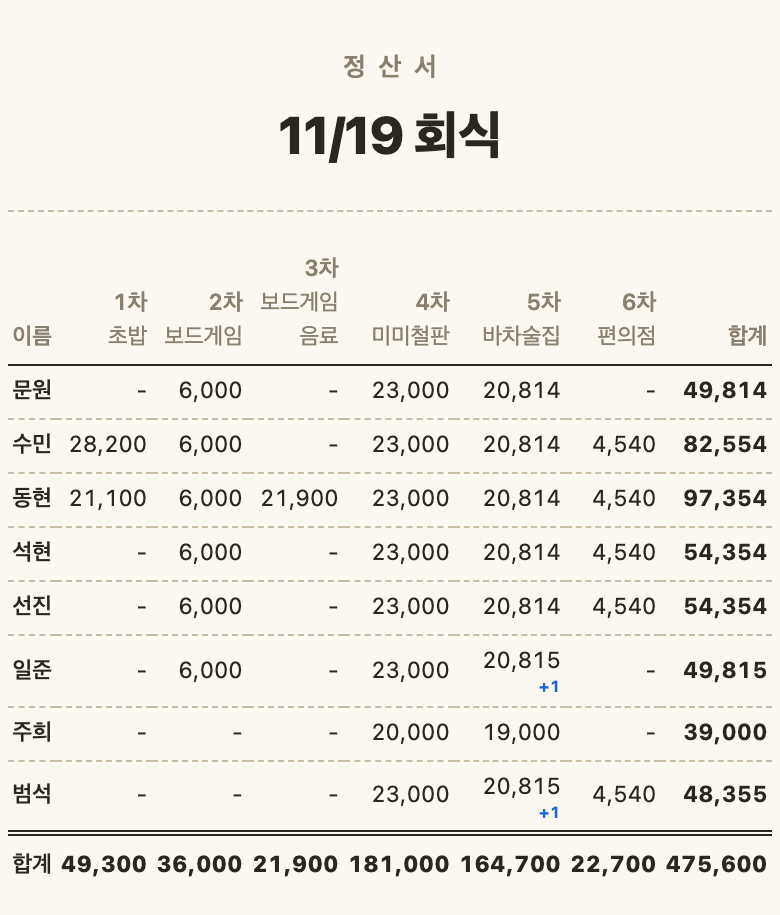 정 산 서
11/19 회식
3차
1차 2차 보드게임 4차 5차 6차
이름 초밥 보드게임 음료 미미철판 바차술집 편의점 합계
문원 - 6,000 - 23,000 20,814 - 49,814
수민 28,200 6,000 - 23,000 20,814 4,540 82,554
동현 21,100 6,000 21,900 23,000 20,814 4,540 97,354
석현 - 6,000 - 23,000 20,814 4,540 54,354
선진 - 6,000 - 23,000 20,814 4,540 54,354
일준 - 6,000 - 23,000 20,815 - 49,815
+1
주희 - - - 20,000 19,000 - 39,000
범석 - - - 23,000 20,815 4,540 48,355
+1
합계 49,300 36,000 21,900 181,000 164,700 22,700 475,600